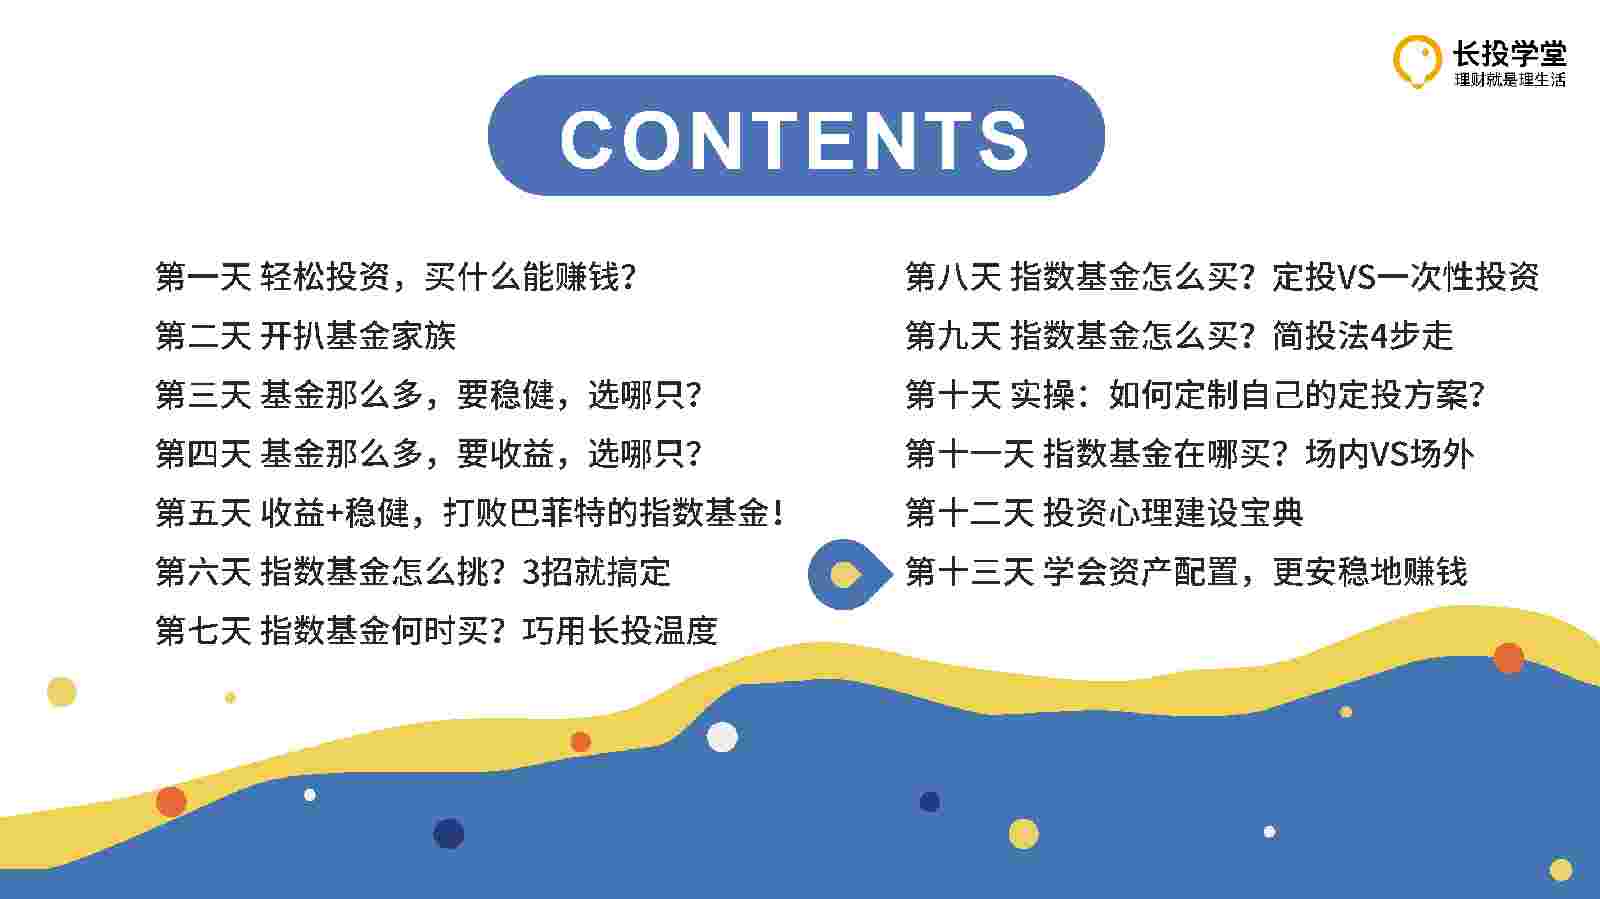 长投学堂
理财就是理生活
CONTENTS
第一天 轻松投资，买什么能赚钱？
第二天 开扒基金家族
第三天 基金那么多，要稳健，选哪只？
第四天 基金那么多，要收益，选哪只？
第五天 收益+稳健，打败巴菲特的指数基金！
第六天 指数基金怎么挑？3招就搞定
第七天 指数基金何时买？巧用长投温度
第八天 指数基金怎么买？定投VS一次性投资
第九天 指数基金怎么买？简投法4步走
第十天 实操：如何定制自己的定投方案？
第十一天 指数基金在哪买？场内VS场外
第十二天 投资心理建设宝典
第十三天 学会资产配置，更安稳地赚钱